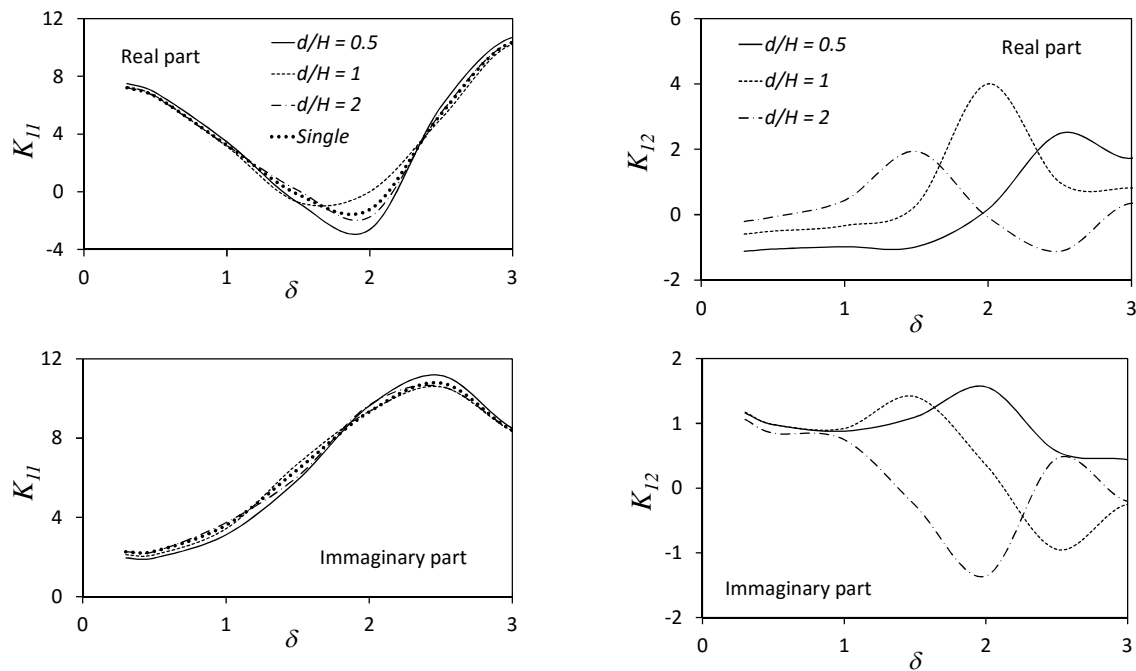 12
8
4
0
-4
K11
Real part
d/H = 0.5
d/H = 1
d/H = 2
Single
0 1 2 3
δ
6
4
2
0
-2
K12
Real part
d/H = 0.5
d/H = 1
d/H = 2
0 1 2 3
δ
12
8
4
0
K11
Immaginary part
0 1 2 3
δ
2
1
0
-1
-2
K12
Immaginary part
0 1 2 3
δ